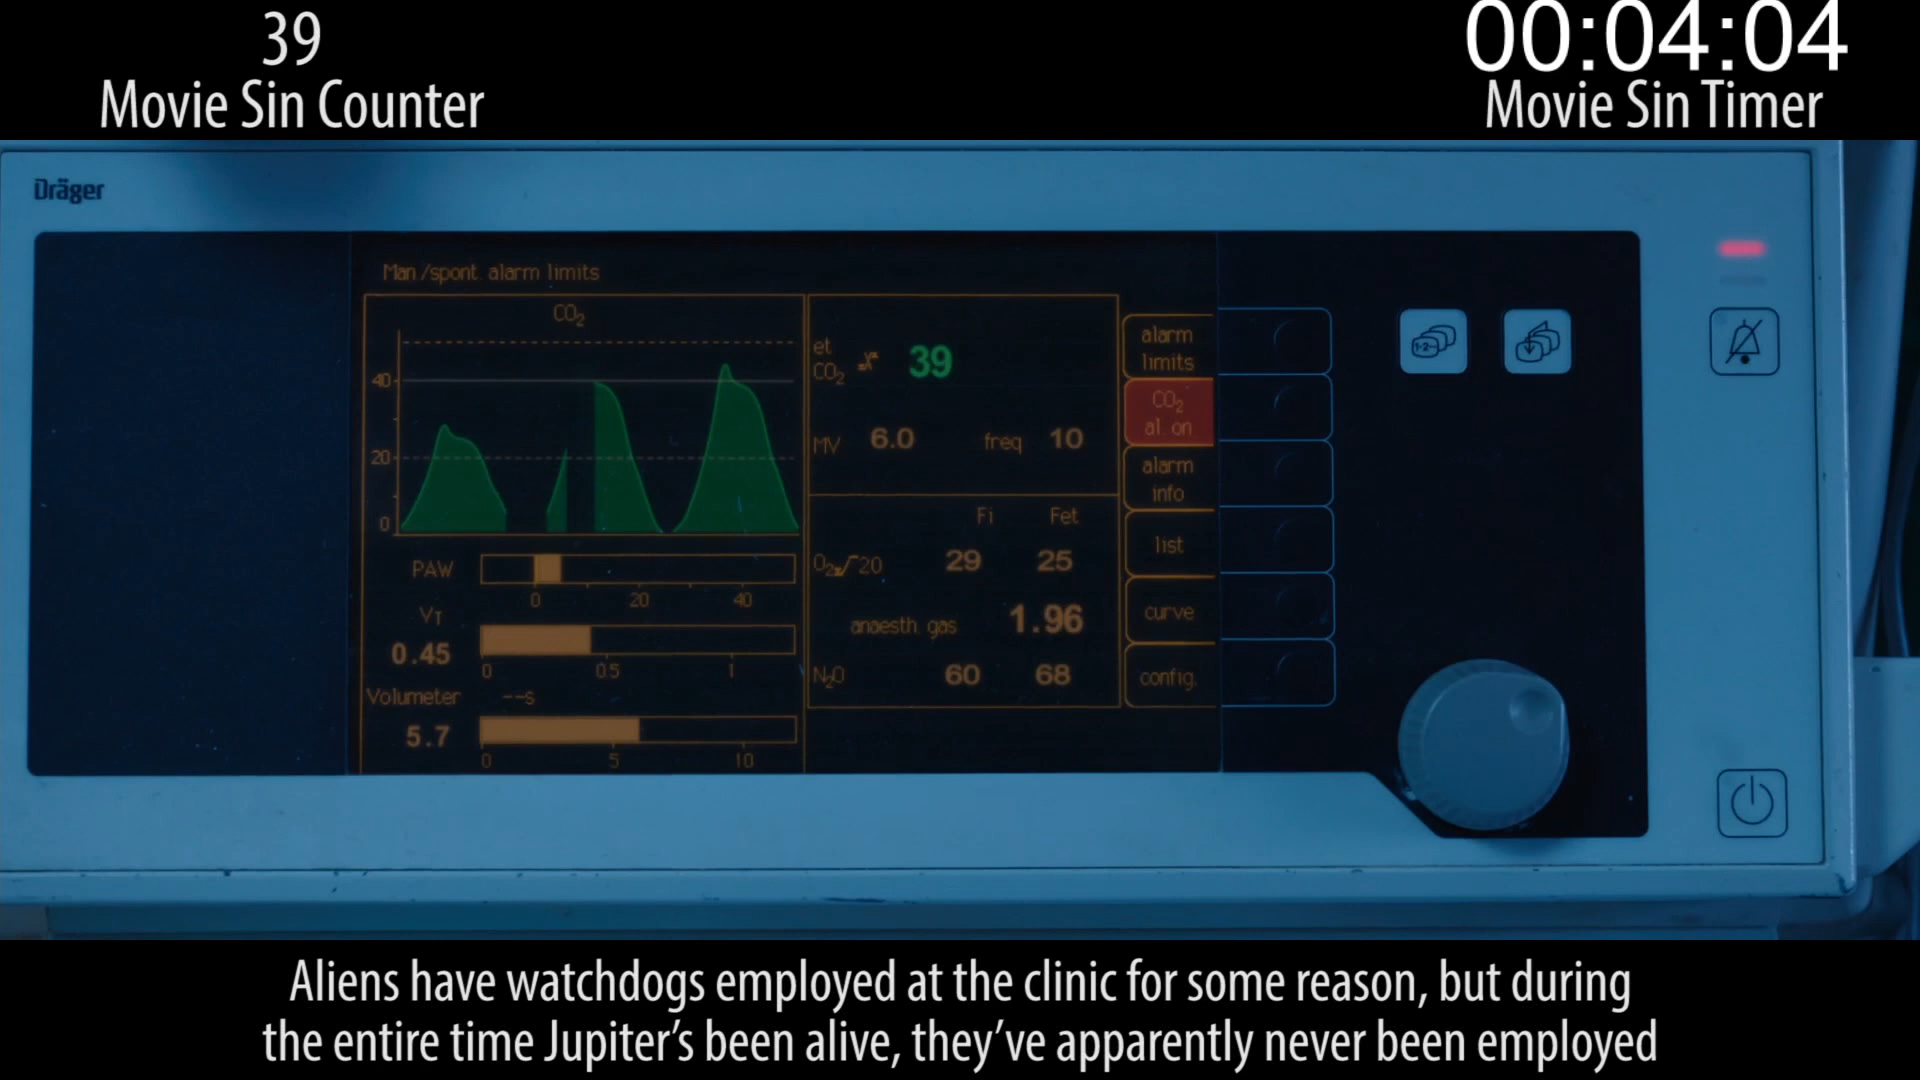 39
Movie Sin Counter
00:04:04
Movie Sin Timer
Dräger
Man./spont. alarm limits
CO₂
40
20
0
PAW
0 20 40
VT
0.45
0 0.5 1
Volumeter --s
5.7
0 5 10
et
CO₂ 39
MV 6.0 freq 10
Fi Fet
O₂ 20 29 25
anaesth. gas 1.96
N₂O 60 68
alarm
limits
CO₂
al. on
alarm
info
list
curve
config.
Aliens have watchdogs employed at the clinic for some reason, but during
the entire time Jupiter’s been alive, they’ve apparently never been employed